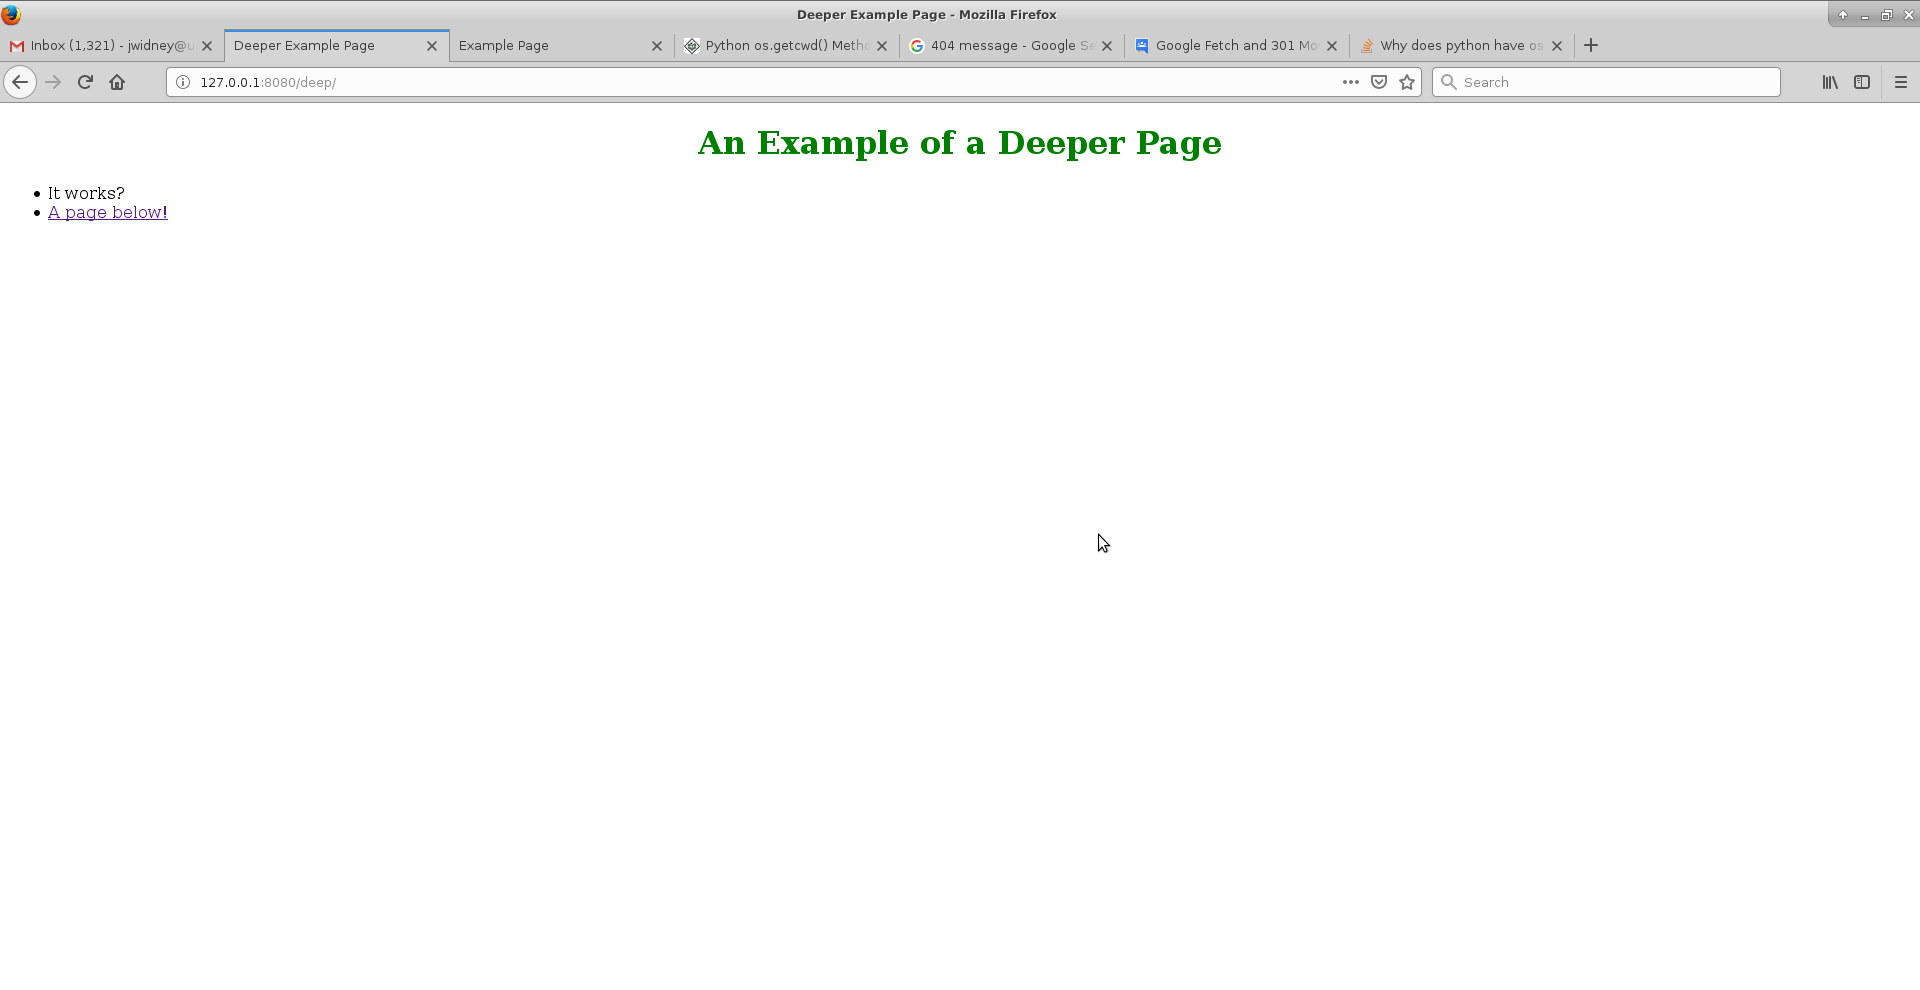 Deeper Example Page - Mozilla Firefox
Inbox (1,321) - jwidney@u
Deeper Example Page
Example Page
Python os.getcwd() Metho
404 message - Google Se
Google Fetch and 301 Mo
Why does python have os
127.0.0.1:8080/deep/
Search
An Example of a Deeper Page
• It works?
• A page below!